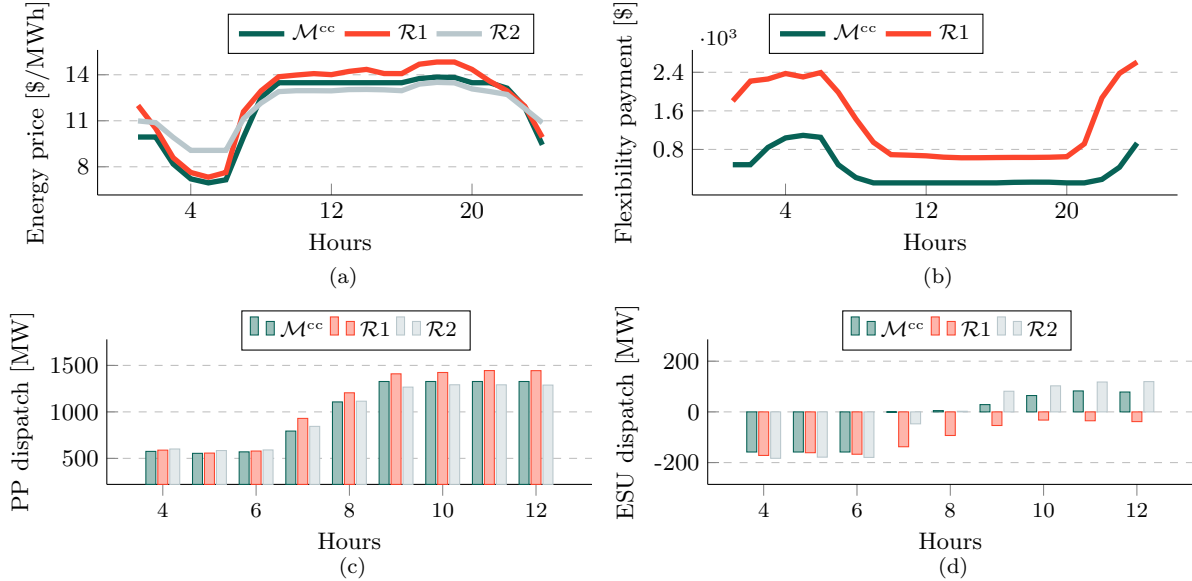 ℳᶜᶜ ℛ1 ℛ2
Energy price [$/MWh]
14
11
8
4 12 20
Hours
(a)
ℳᶜᶜ ℛ1
Flexibility payment [$]
·10³
2.4
1.6
0.8
4 12 20
Hours
(b)
ℳᶜᶜ ℛ1 ℛ2
PP dispatch [MW]
1500
1000
500
4 6 8 10 12
Hours
(c)
ℳᶜᶜ ℛ1 ℛ2
ESU dispatch [MW]
200
0
-200
4 6 8 10 12
Hours
(d)